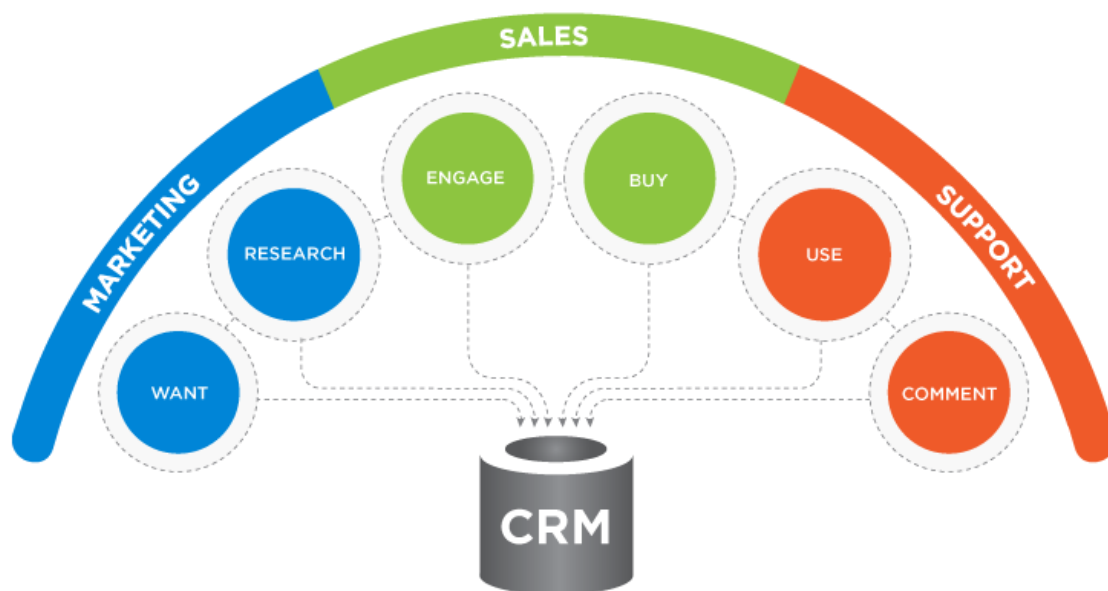 SALES
MARKETING
SUPPORT
WANT
RESEARCH
ENGAGE
BUY
USE
COMMENT
CRM